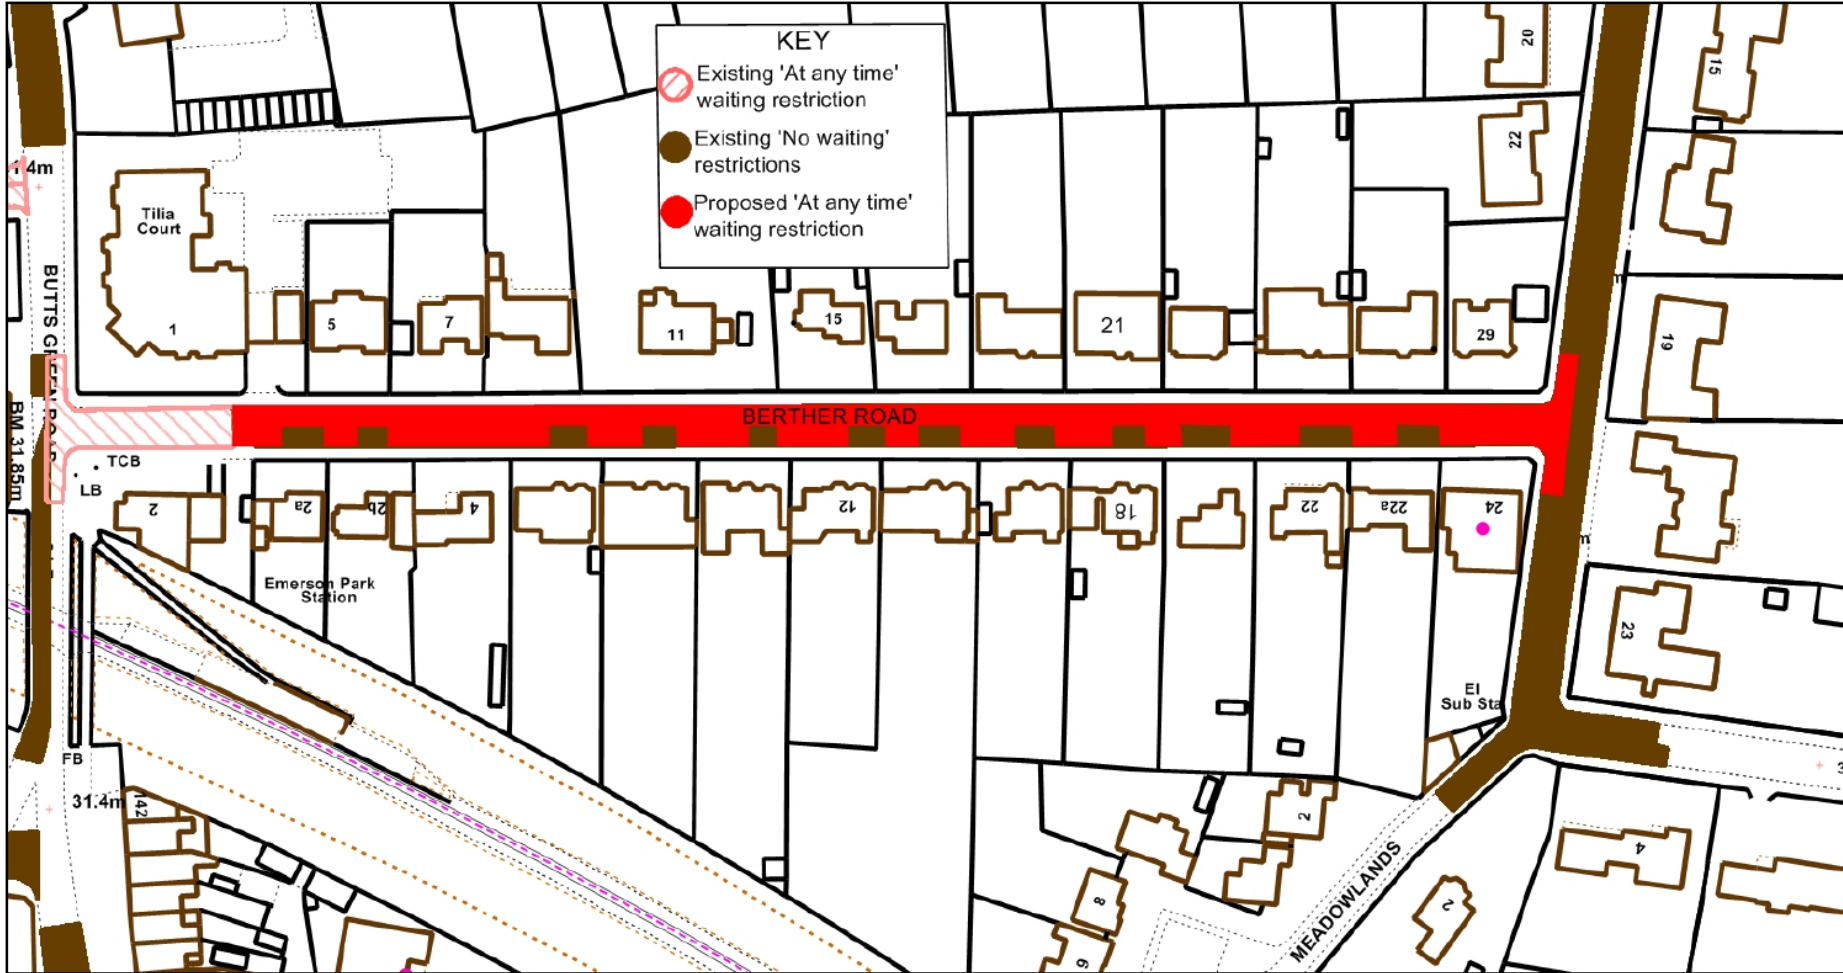 KEY
Existing 'At any time'
waiting restriction
Existing 'No waiting'
restrictions
Proposed 'At any time'
waiting restriction
20
15
22
Tilia
Court
1
5
7
11
15
21
29
19
BERTHER ROAD
BM 31.85m
TCB
LB
2
2a
2b
4
12
18
22
22a
24
Emerson Park
Station
El
Sub Sta
23
FB
31.4m
142
2
8
9
MEADOWLANDS
2
4